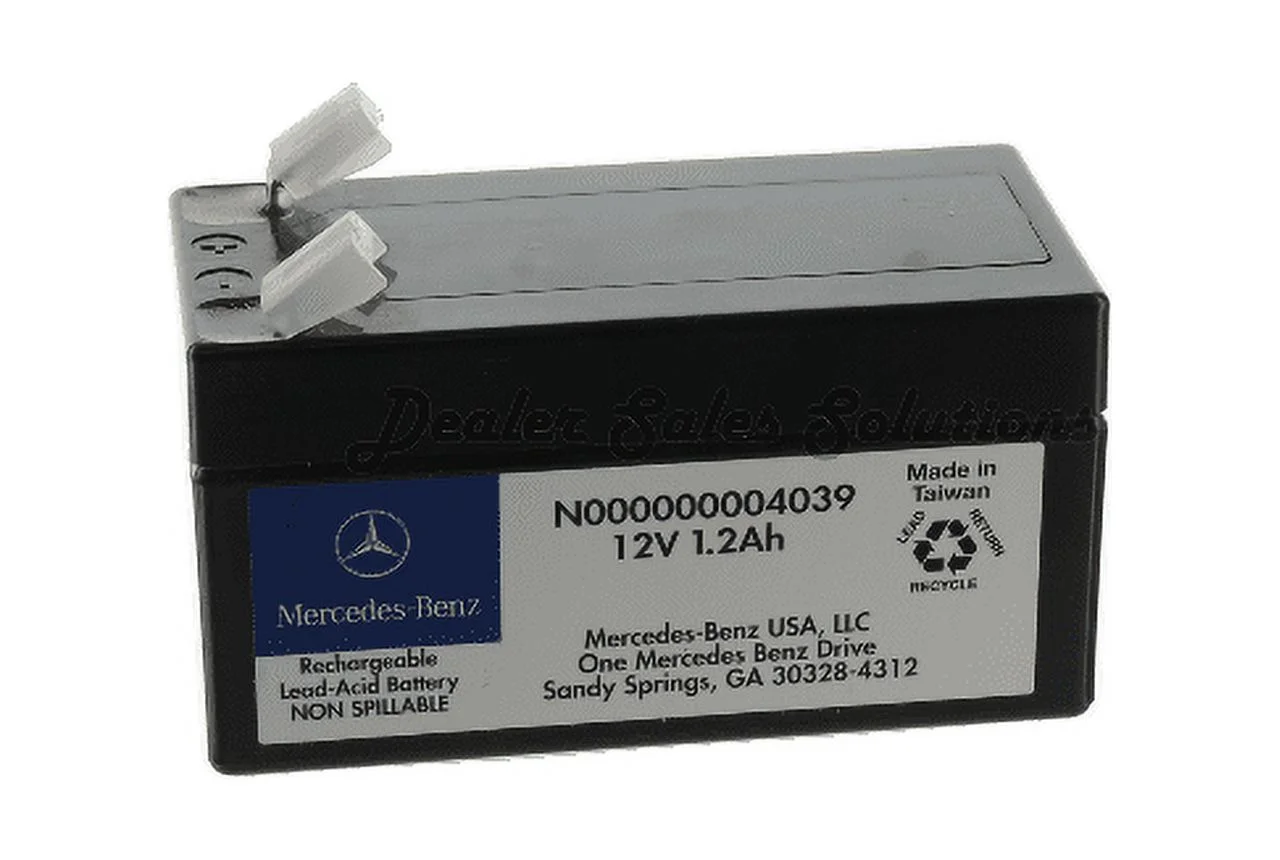 Dealer Sales Solutions
Mercedes-Benz
Rechargeable
Lead-Acid Battery
NON SPILLABLE
N000000004039
12V 1.2Ah
Mercedes-Benz USA, LLC
One Mercedes Benz Drive
Sandy Springs, GA 30328-4312
Made in
Taiwan
LEAD RETURN
RECYCLE